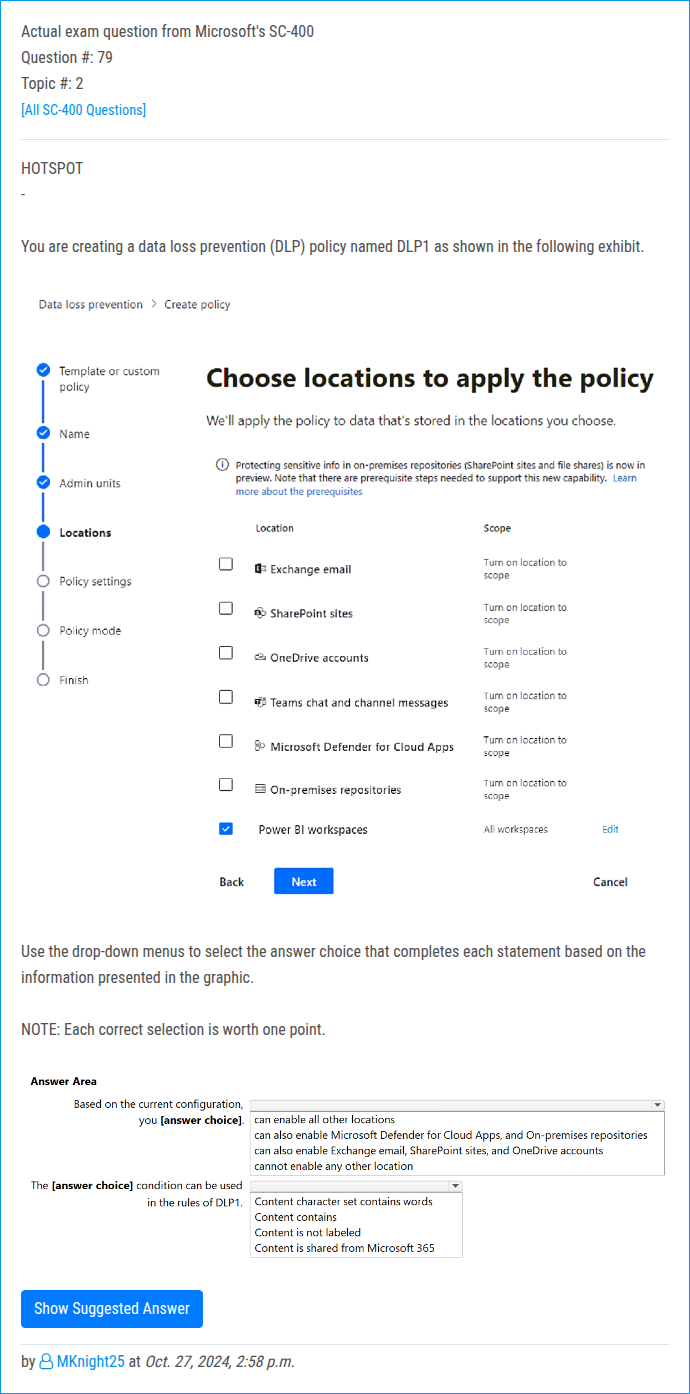 Actual exam question from Microsoft's SC-400
Question #: 79
Topic #: 2
[All SC-400 Questions]
HOTSPOT
-
You are creating a data loss prevention (DLP) policy named DLP1 as shown in the following exhibit.
Data loss prevention > Create policy
Template or custom
policy
Name
Admin units
Locations
Policy settings
Policy mode
Finish
Choose locations to apply the policy
We'll apply the policy to data that's stored in the locations you choose.
Protecting sensitive info in on-premises repositories (SharePoint sites and file shares) is now in
preview. Note that there are prerequisite steps needed to support this new capability. Learn
more about the prerequisites
Location Scope
Exchange email Turn on location to
scope
SharePoint sites Turn on location to
scope
OneDrive accounts Turn on location to
scope
Teams chat and channel messages Turn on location to
scope
Microsoft Defender for Cloud Apps Turn on location to
scope
On-premises repositories Turn on location to
scope
Power BI workspaces All workspaces Edit
Back Next Cancel
Use the drop-down menus to select the answer choice that completes each statement based on the
information presented in the graphic.
NOTE: Each correct selection is worth one point.
Answer Area
Based on the current configuration,
you [answer choice].
can enable all other locations
can also enable Microsoft Defender for Cloud Apps, and On-premises repositories
can also enable Exchange email, SharePoint sites, and OneDrive accounts
cannot enable any other location
The [answer choice] condition can be used
in the rules of DLP1.
Content character set contains words
Content contains
Content is not labeled
Content is shared from Microsoft 365
Show Suggested Answer
by MKnight25 at Oct. 27, 2024, 2:58 p.m.